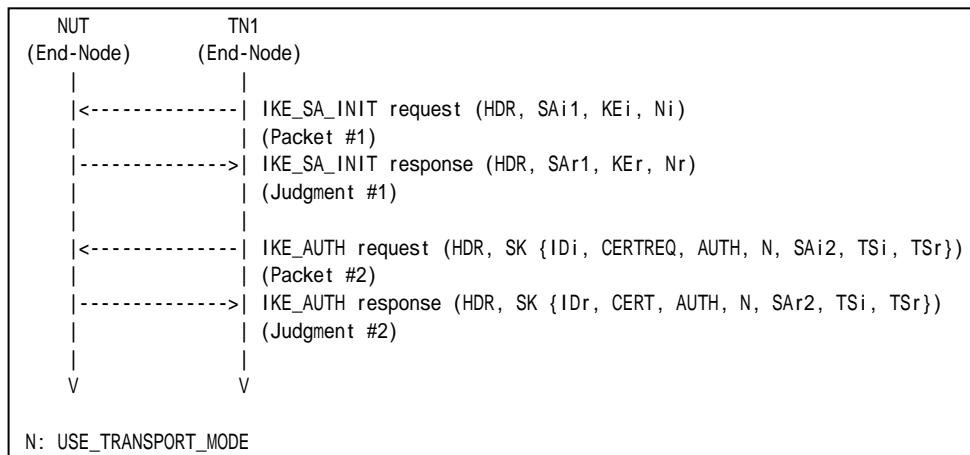 NUT TN1
(End-Node) (End-Node)
| |
|<--------------| IKE_SA_INIT request (HDR, SAi1, KEi, Ni)
| | (Packet #1)
|-------------->| IKE_SA_INIT response (HDR, SAr1, KEr, Nr)
| | (Judgment #1)
| |
|<--------------| IKE_AUTH request (HDR, SK {IDi, CERTREQ, AUTH, N, SAi2, TSi, TSr})
| | (Packet #2)
|-------------->| IKE_AUTH response (HDR, SK {IDr, CERT, AUTH, N, SAr2, TSi, TSr})
| | (Judgment #2)
| |
V V
N: USE_TRANSPORT_MODE